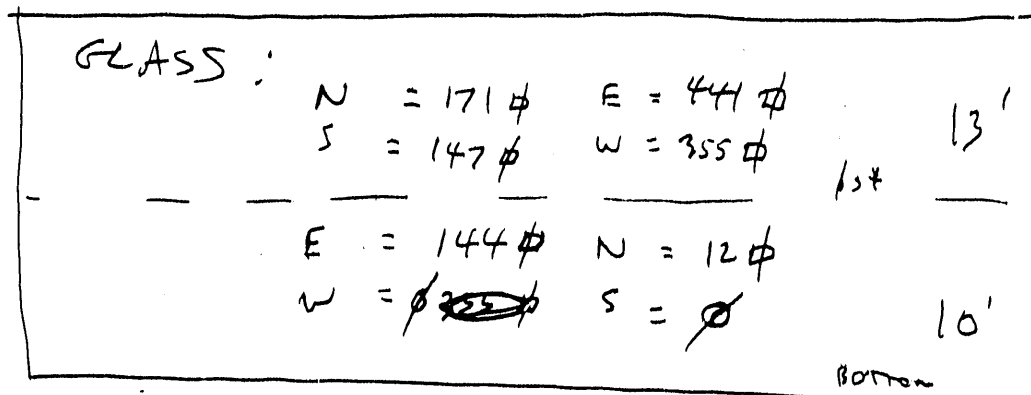 GLASS:
N = 171 ⌷ E = 441 ⌷ 13'
S = 147 ⌷ W = 355 ⌷
1st
E = 144 ⌷ N = 12 ⌷
W = ∅ S = ∅ 10'
Bottom